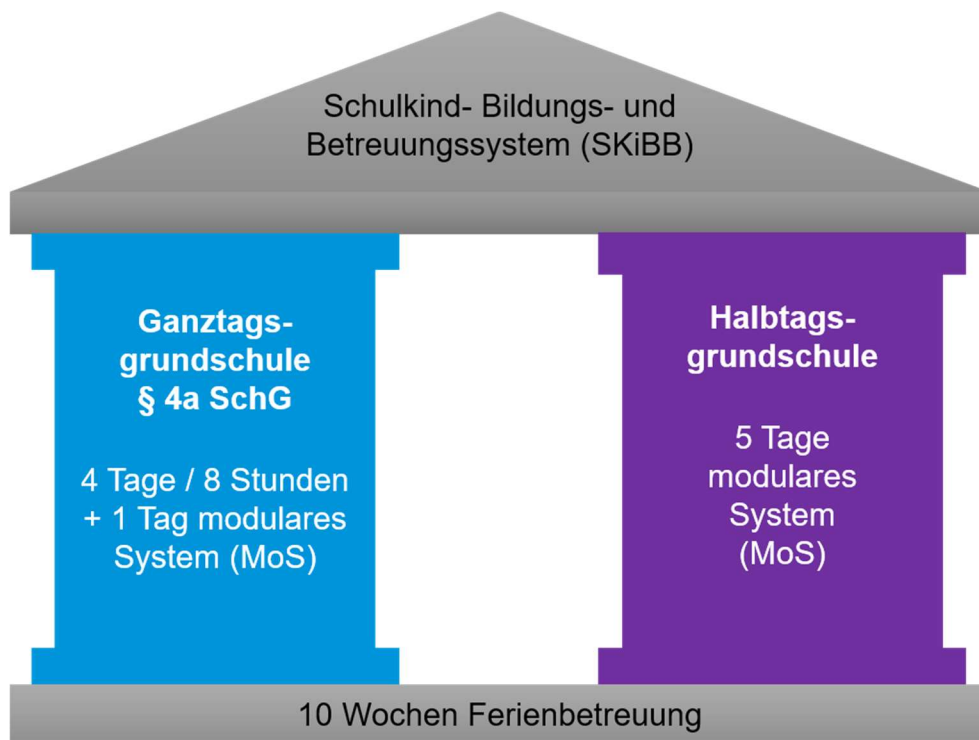 Schulkind- Bildungs- und
Betreuungssystem (SKiBB)
Ganztags-
grundschule
§ 4a SchG
4 Tage / 8 Stunden
+ 1 Tag modulares
System (MoS)
Halbtags-
grundschule
5 Tage
modulares
System
(MoS)
10 Wochen Ferienbetreuung